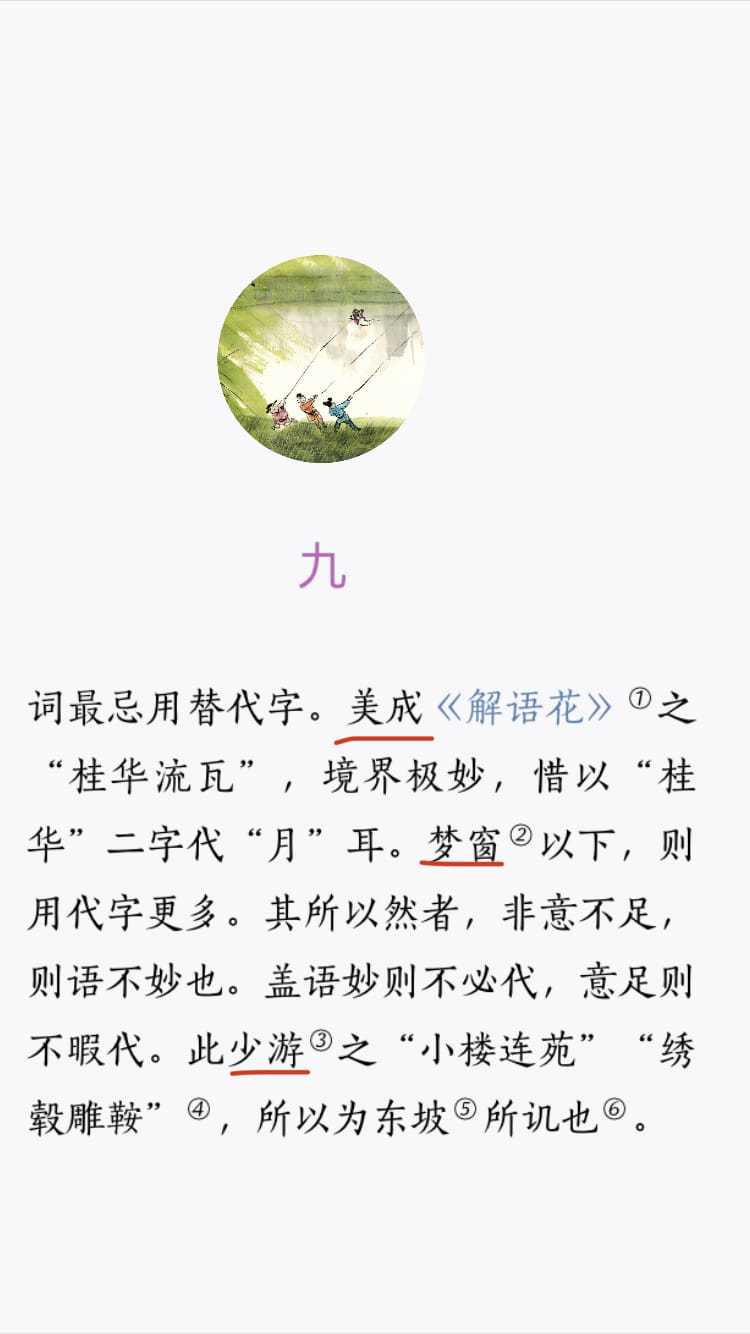 九
词最忌用替代字。美成《解语花》①之
“桂华流瓦”，境界极妙，惜以“桂
华”二字代“月”耳。梦窗②以下，则
用代字更多。其所以然者，非意不足，
则语不妙也。盖语妙则不必代，意足则
不暇代。此少游③之“小楼连苑”“绣
毂雕鞍”④，所以为东坡⑤所讥也⑥。